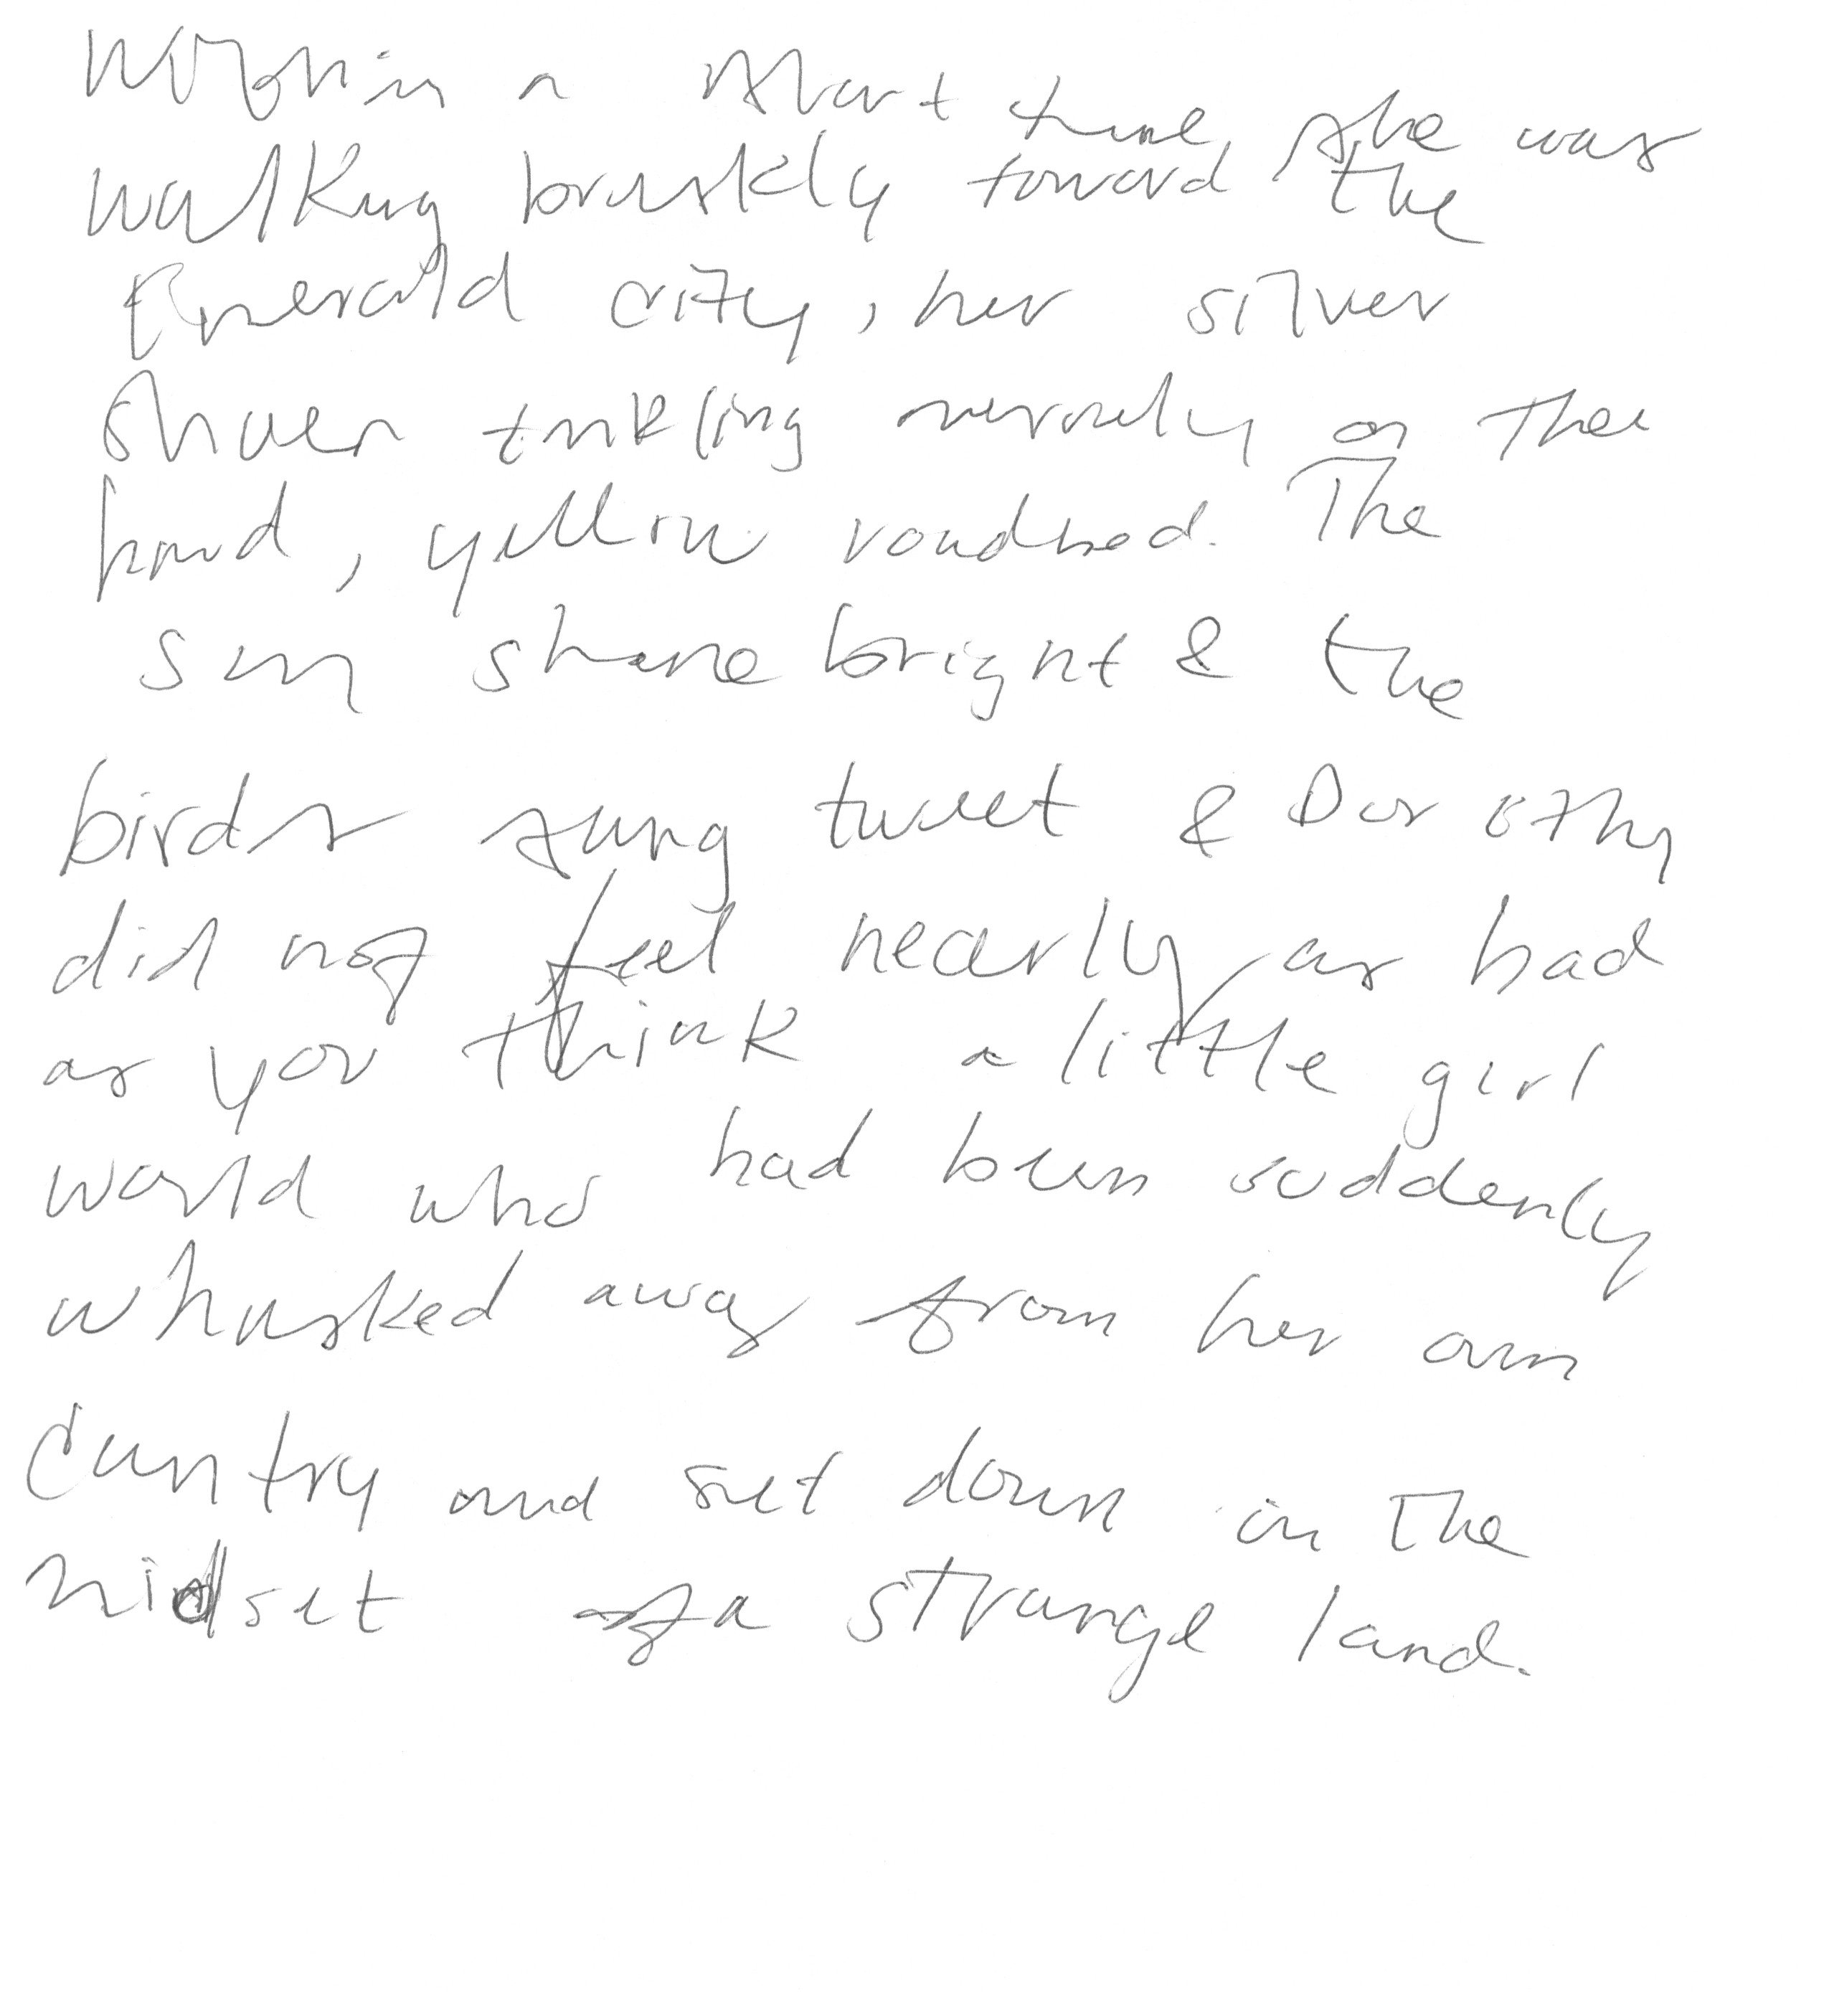 Within a short time she was
walking briskly toward the
Emerald city, her silver
Shoes tinkling merrily on the
hard, yellow roadbed. The
sun shone bright & the
birds sung tweet & Dorothy
did not feel nearly as bad
as you think a little girl
world who had been suddenly
whisked away from her own
Country and set down in the
midset of a strange land.